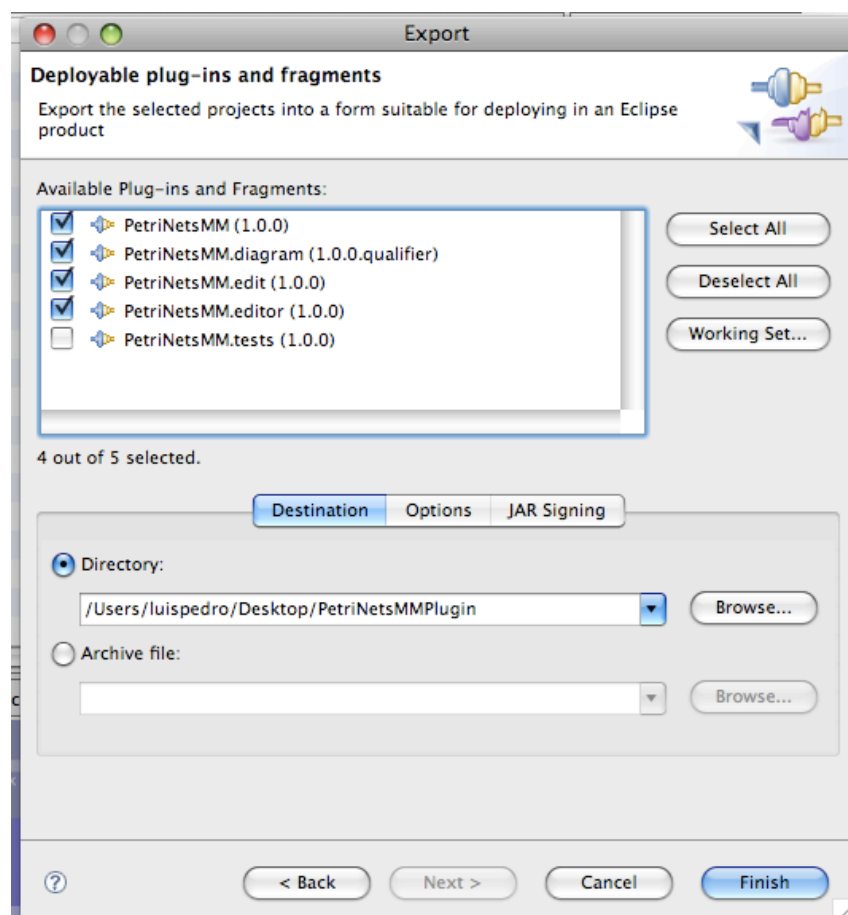 Export
Deployable plug-ins and fragments
Export the selected projects into a form suitable for deploying in an Eclipse
product
Available Plug-ins and Fragments:
PetriNetsMM (1.0.0)
PetriNetsMM.diagram (1.0.0.qualifier)
PetriNetsMM.edit (1.0.0)
PetriNetsMM.editor (1.0.0)
PetriNetsMM.tests (1.0.0)
Select All
Deselect All
Working Set...
4 out of 5 selected.
Destination Options JAR Signing
Directory:
/Users/luispedro/Desktop/PetriNetsMMPlugin
Browse...
Archive file:
Browse...
?
< Back
Next >
Cancel
Finish